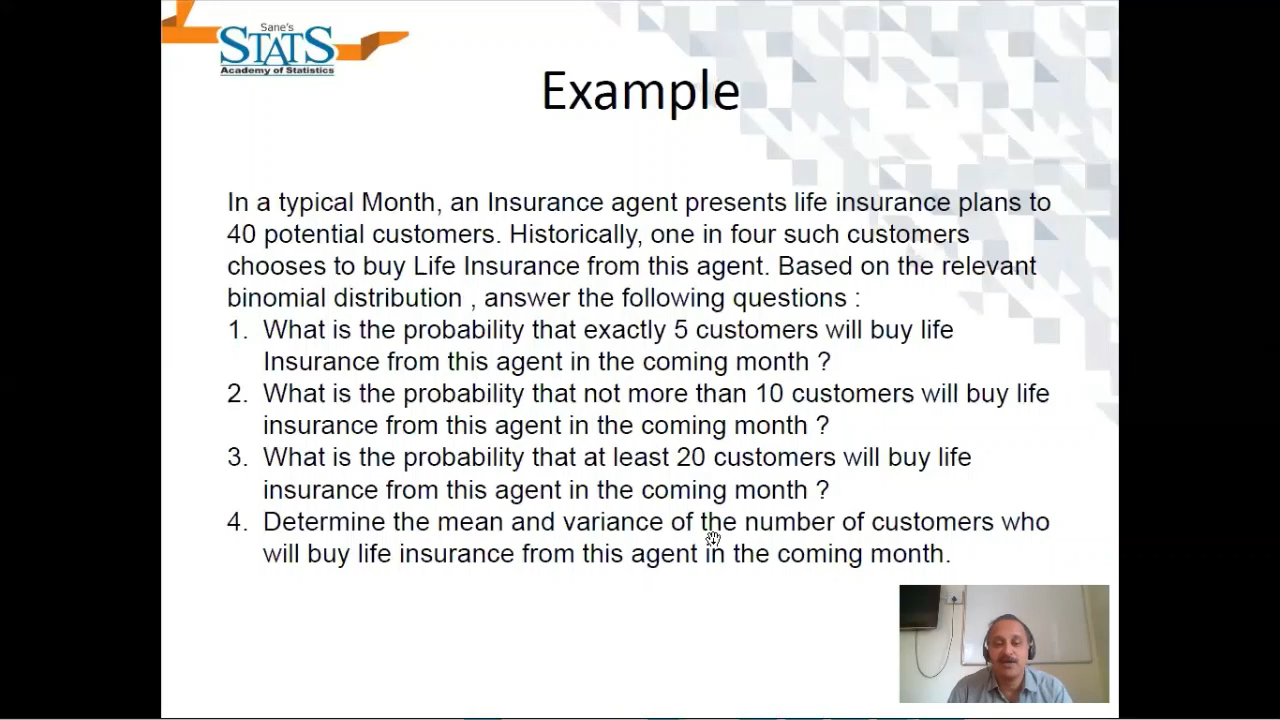 Sane's
STATS
Academy of Statistics
Example
In a typical Month, an Insurance agent presents life insurance plans to
40 potential customers. Historically, one in four such customers
chooses to buy Life Insurance from this agent. Based on the relevant
binomial distribution , answer the following questions :
1. What is the probability that exactly 5 customers will buy life
Insurance from this agent in the coming month ?
2. What is the probability that not more than 10 customers will buy life
insurance from this agent in the coming month ?
3. What is the probability that at least 20 customers will buy life
insurance from this agent in the coming month ?
4. Determine the mean and variance of the number of customers who
will buy life insurance from this agent in the coming month.